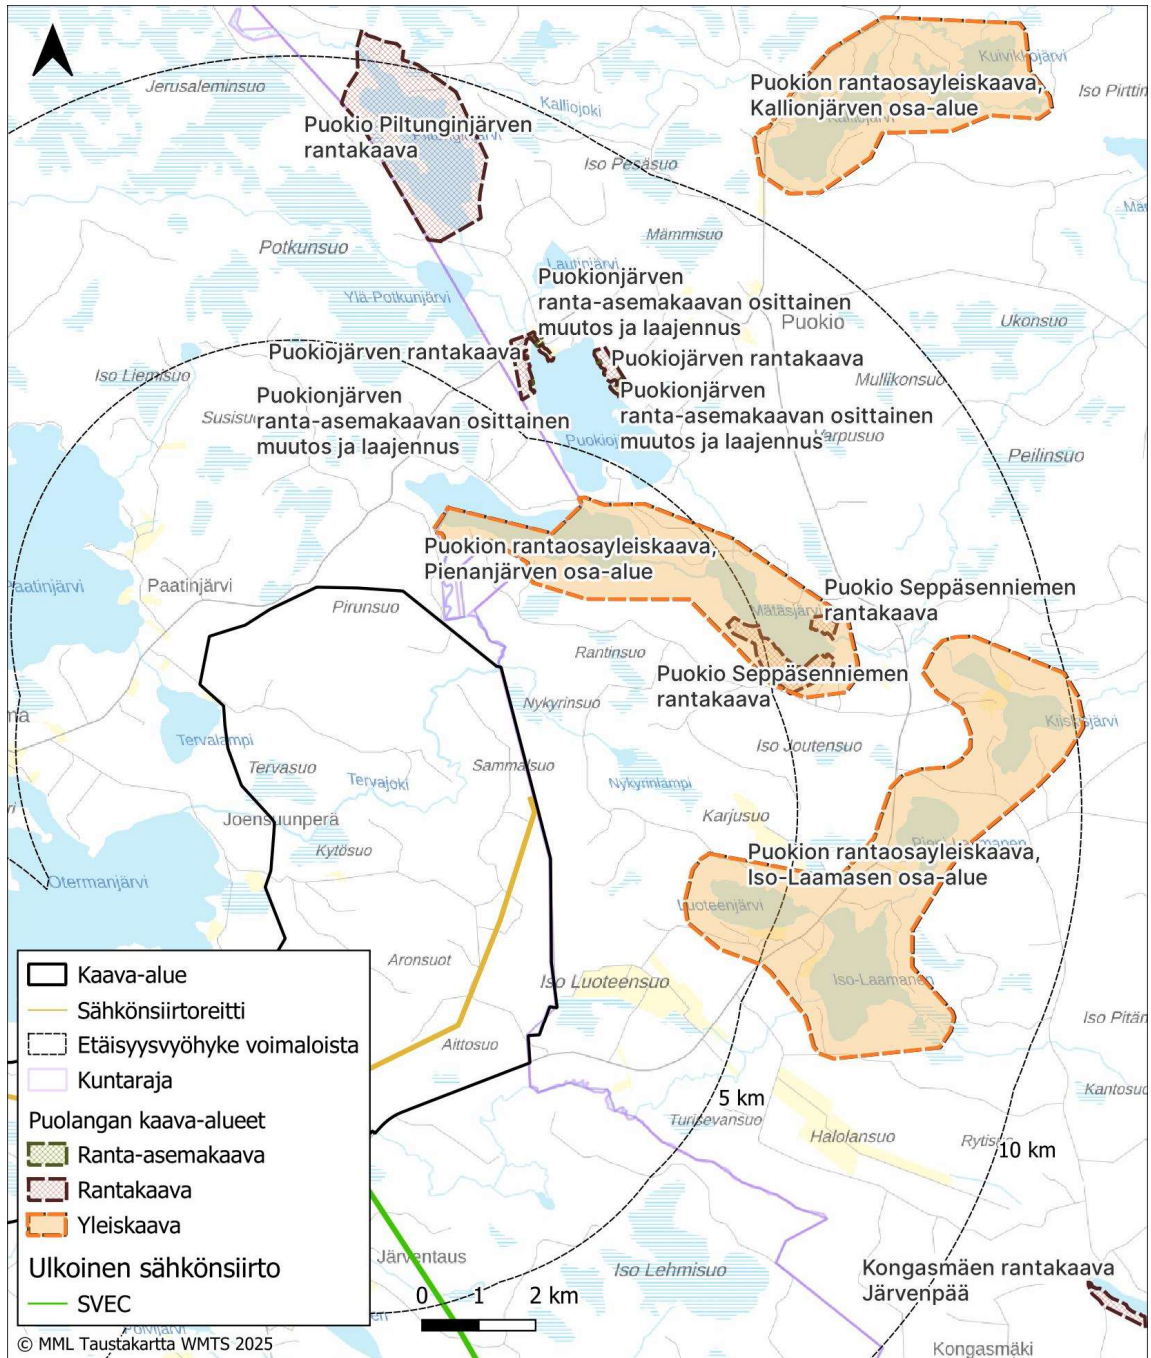 Kuivikkojärvi
Jerusaleminsuo
Puokion rantaosayleiskaava,
Kallionjärven osa-alue
Kalliojoki
Puokio Piltunginjärven
rantakaava
Iso Pesäsuo
Mämmisuo
Potkunsuo
Lautinjärvi
Puokionjärven
ranta-asemakaavan osittainen
muutos ja laajennus
Ylä-Potkunjärvi
Puokio
Ukonsuo
Puokiojärven rantakaava
Puokiojärven rantakaava
Iso Liemisuo
Mullikonsuo
Puokionjärven
ranta-asemakaavan osittainen
muutos ja laajennus
Puokionjärven
ranta-asemakaavan osittainen
muutos ja laajennus
Peilinsuo
Puokion rantaosayleiskaava,
Pienanjärven osa-alue
Paatinjärvi
Paatinjärvi
Pirunsuo
Mätäsjärvi
Puokio Seppäsenniemen
rantakaava
Rantinsuo
Puokio Seppäsenniemen
rantakaava
Nykyrinsuo
Kiiskisjärvi
Tervalampi
Iso Joutensuo
Tervasuo
Sammalsuo
Tervajoki
Nykyrinlampi
Joensuunperä
Karjusuo
Kytösuo
Puokion rantaosayleiskaava,
Iso-Laamasen osa-alue
Otermanjärvi
Luoteenjärvi
Aronsuot
Iso Luoteensuo
Iso-Laamanen
Aittosuo
Kantosuo
5 km
Turisevansuo
Halolansuo
10 km
Järventaus
Iso Lehmisuo
Kongasmäen rantakaava
Järvenpää
Kongasmäki
Kaava-alue
Sähkönsiirtoreitti
Etäisyysvyöhyke voimaloista
Kuntaraja
Puolangan kaava-alueet
Ranta-asemakaava
Rantakaava
Yleiskaava
Ulkoinen sähkönsiirto
SVEC
0 1 2 km
© MML Taustakartta WMTS 2025